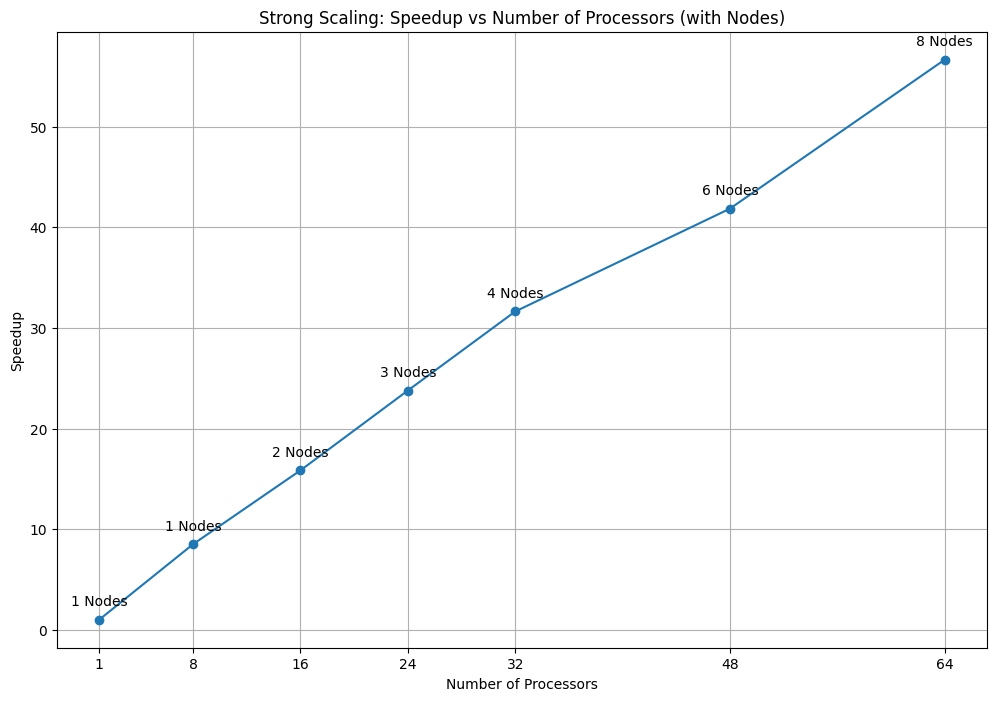 Strong Scaling: Speedup vs Number of Processors (with Nodes)
8 Nodes
50
6 Nodes
40
4 Nodes
30
Speedup
3 Nodes
20
2 Nodes
10
1 Nodes
1 Nodes
0
1 8 16 24 32 48 64
Number of Processors